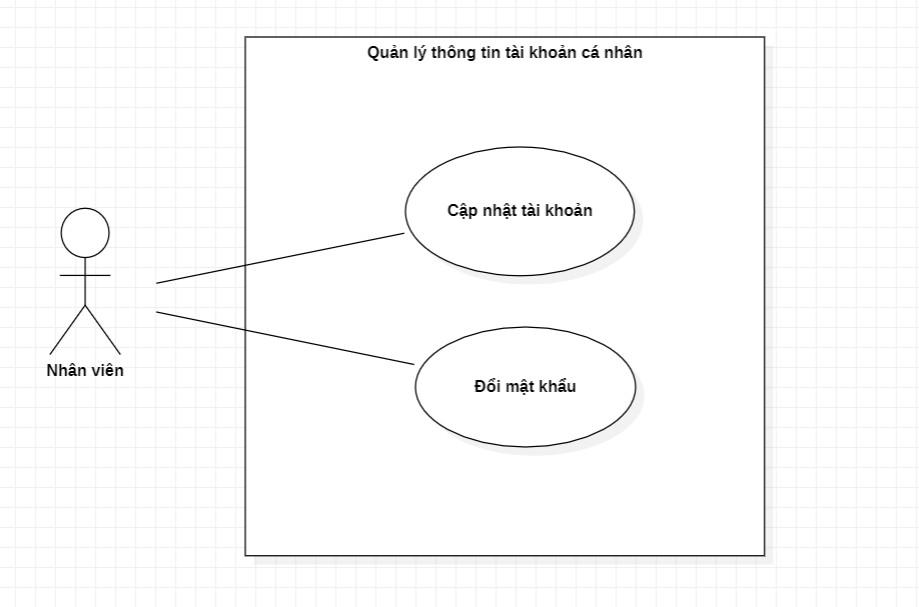 Quản lý thông tin tài khoản cá nhân
Cập nhật tài khoản
Nhân viên
Đổi mật khẩu